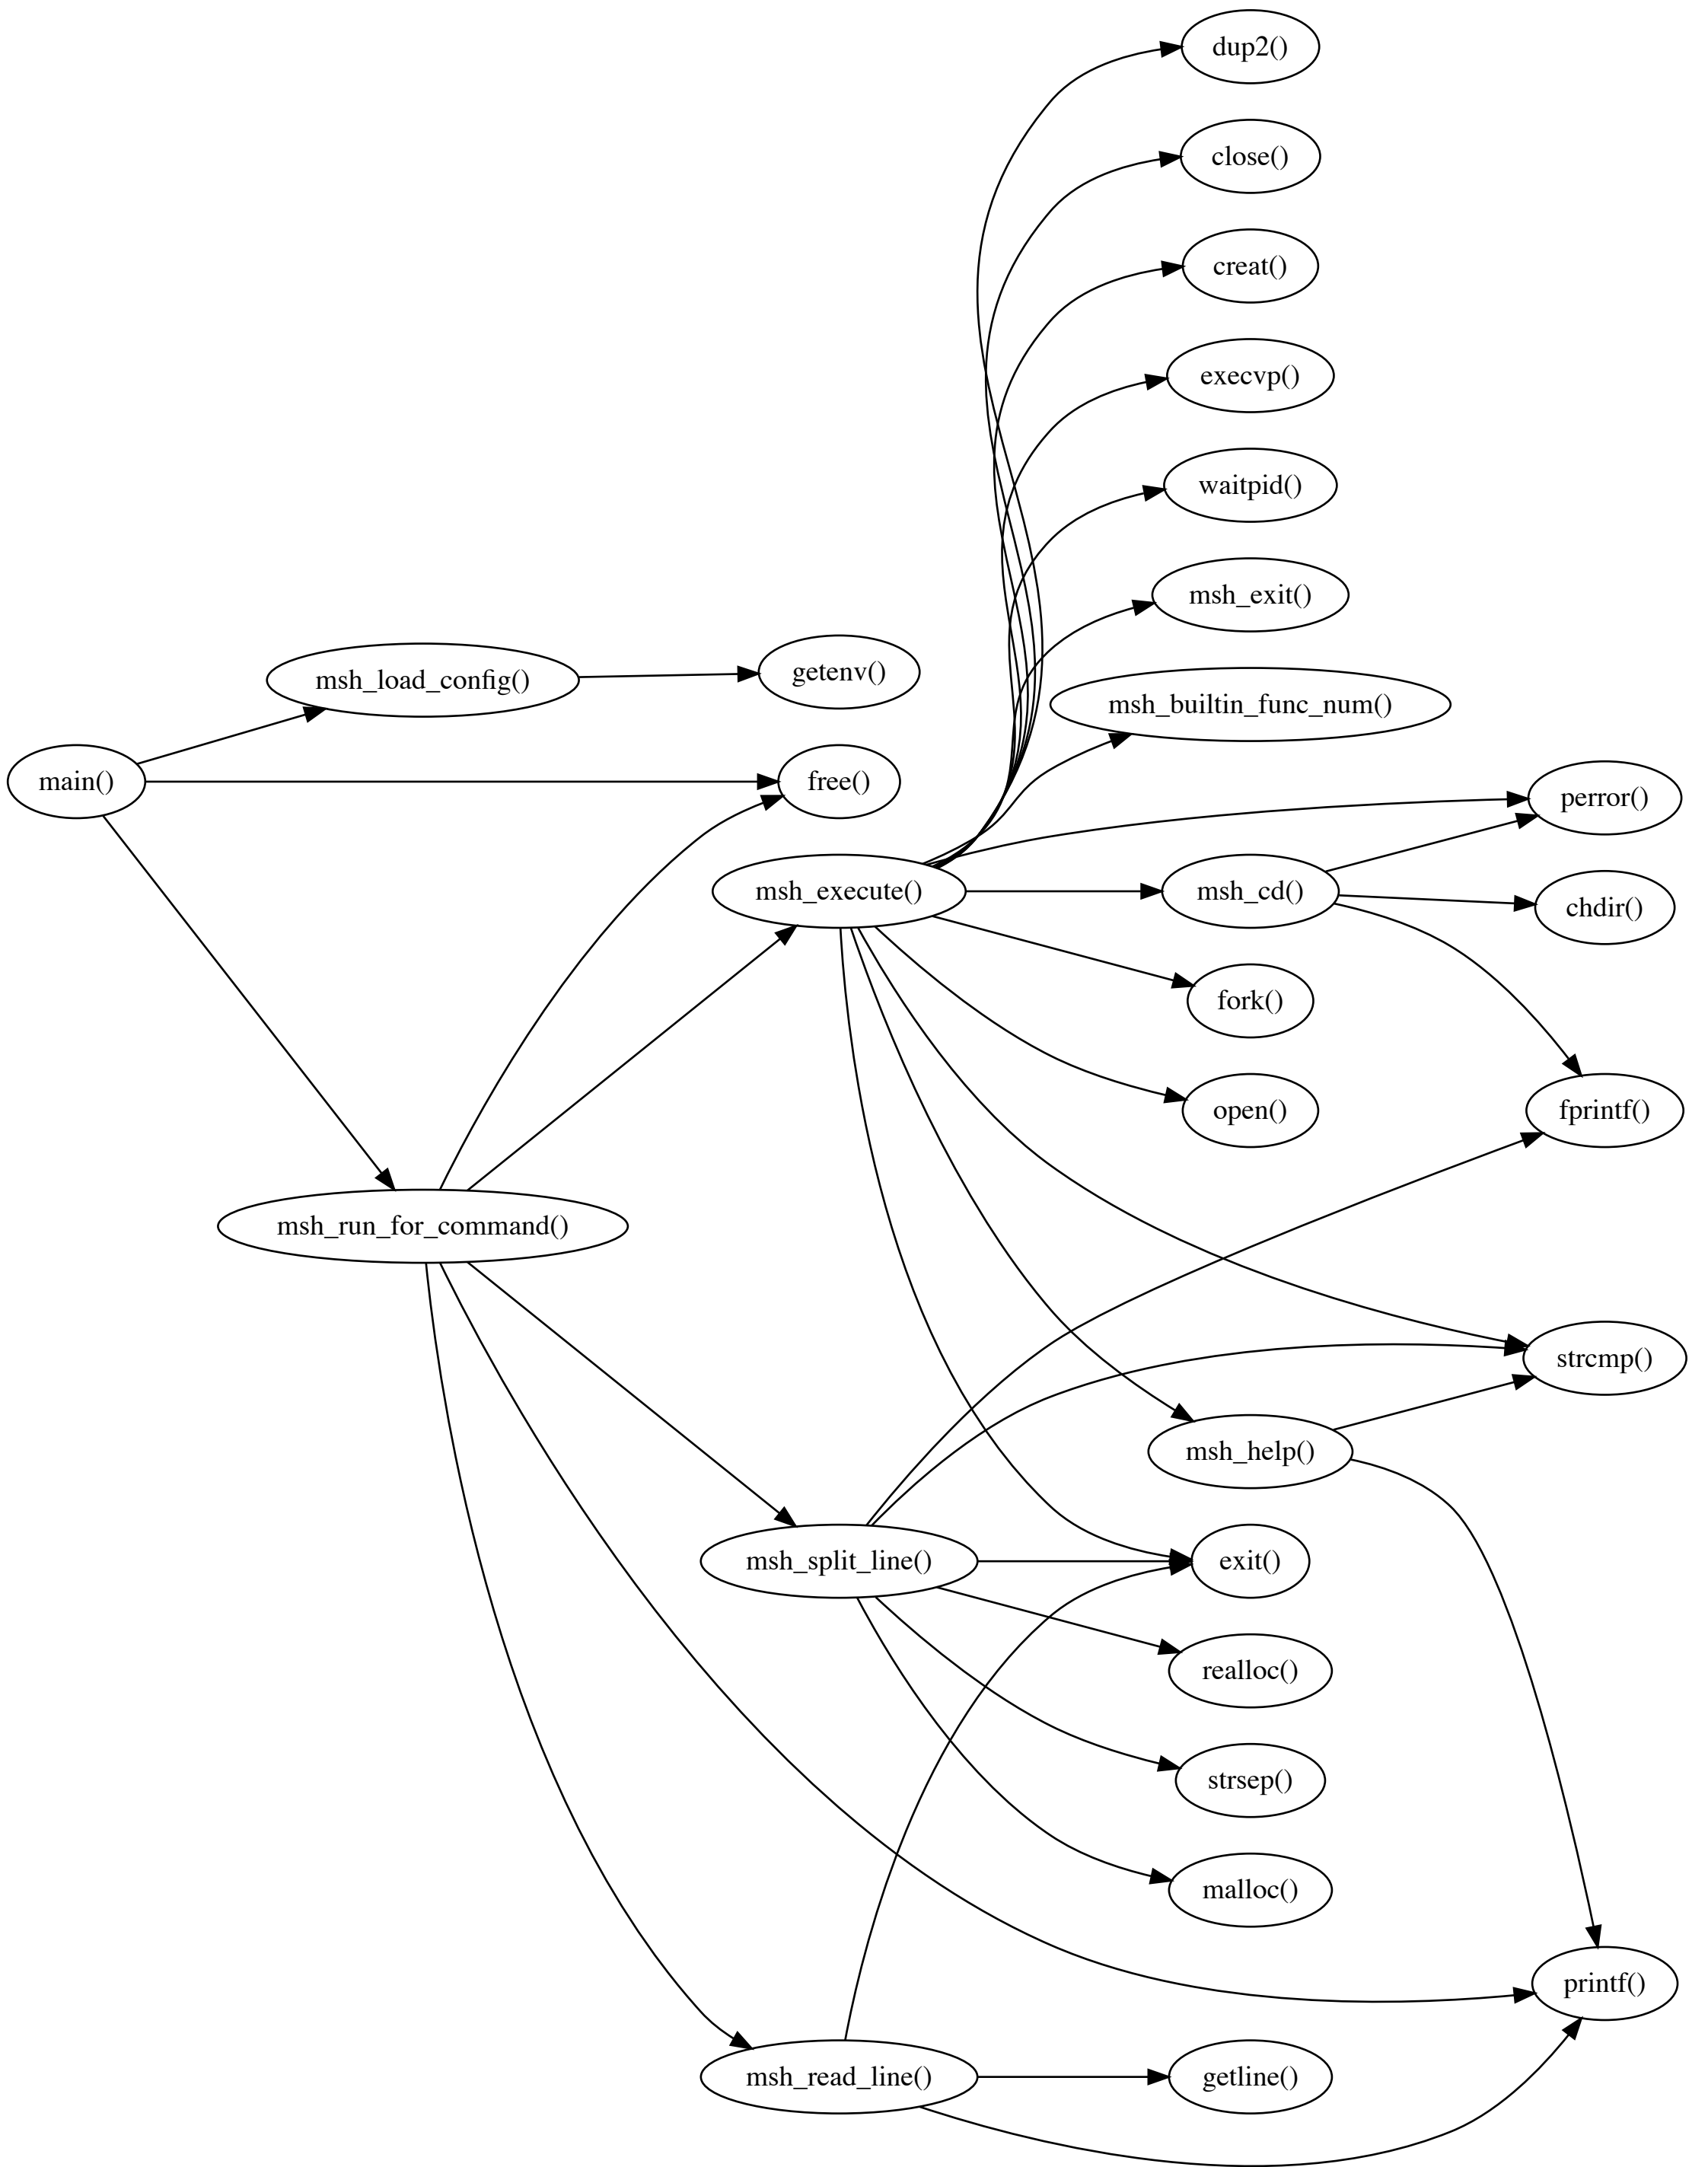 dup2()
close()
creat()
execvp()
waitpid()
msh_exit()
getenv()
msh_load_config()
msh_builtin_func_num()
main()
free()
perror()
msh_execute()
msh_cd()
chdir()
fork()
open()
fprintf()
msh_run_for_command()
strcmp()
msh_help()
msh_split_line()
exit()
realloc()
strsep()
malloc()
printf()
msh_read_line()
getline()